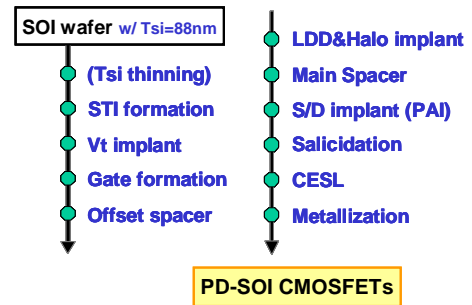 SOI wafer w/ Tsi=88nm
(Tsi thinning)
STI formation
Vt implant
Gate formation
Offset spacer
LDD&Halo implant
Main Spacer
S/D implant (PAI)
Salicidation
CESL
Metallization
PD-SOI CMOSFETs